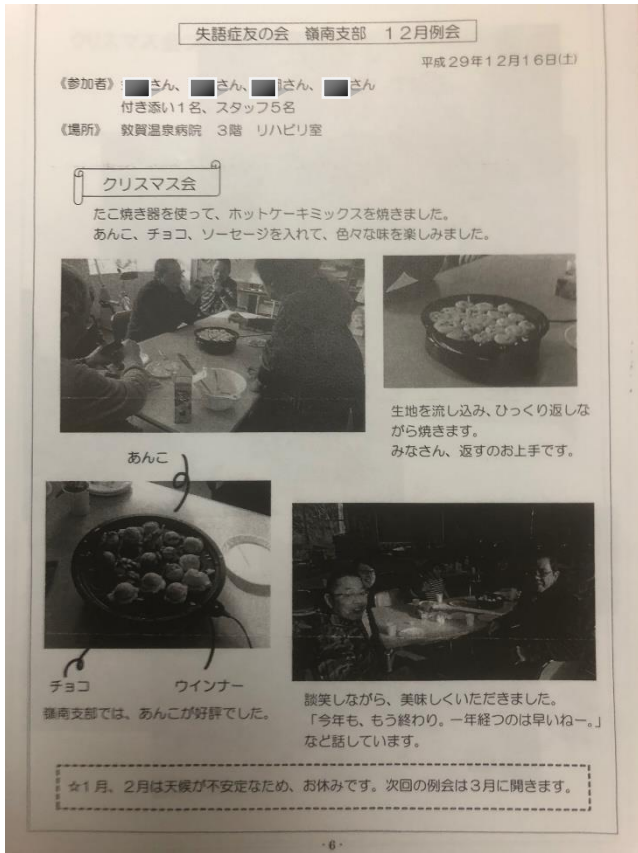 失語症友の会 嶺南支部 12月例会
平成29年12月16日(土)
《参加者》 さん、 さん、 さん、 さん
付き添い1名、スタッフ5名
《場所》 敦賀温泉病院 3階 リハビリ室
クリスマス会
たこ焼き器を使って、ホットケーキミックスを焼きました。
あんこ、チョコ、ソーセージを入れて、色々な味を楽しみました。
生地を流し込み、ひっくり返しな
がら焼きます。
みなさん、返すのお上手です。
あんこ
チョコ
ウインナー
嶺南支部では、あんこが好評でした。
談笑しながら、美味しくいただきました。
「今年も、もう終わり。一年経つのは早いねー。」
など話しています。
☆1月、2月は天候が不安定なため、お休みです。次回の例会は3月に開きます。
・6・